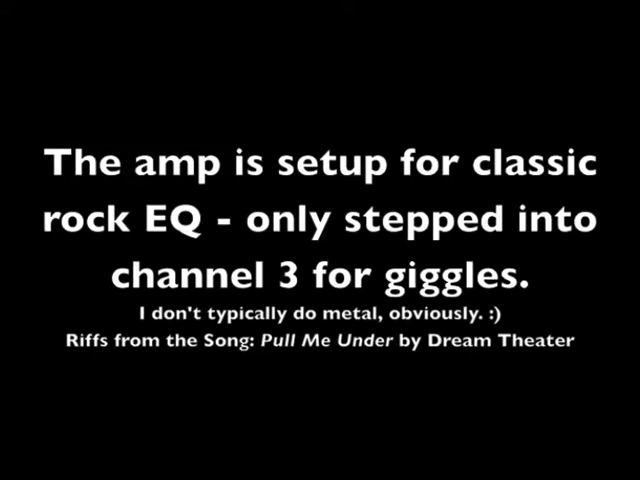 The amp is setup for classic
rock EQ - only stepped into
channel 3 for giggles.
I don't typically do metal, obviously. :)
Riffs from the Song: Pull Me Under by Dream Theater